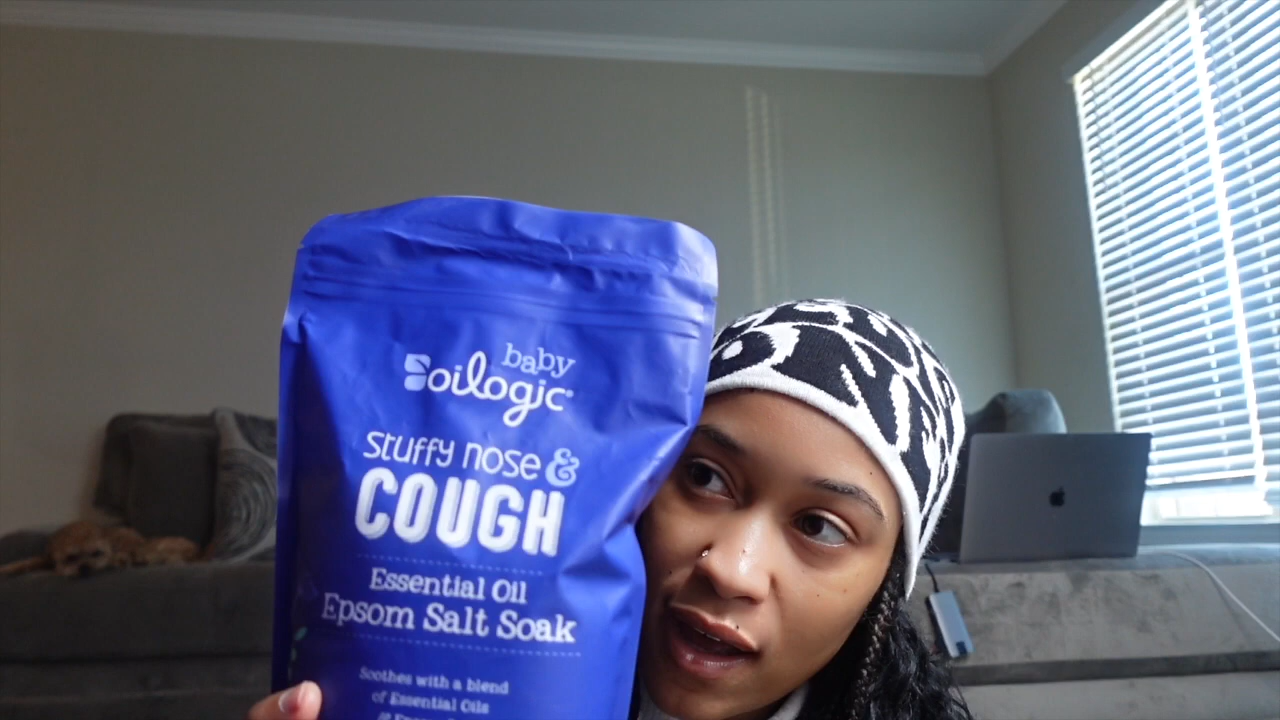 baby
oilogic
stuffy nose &
COUGH
Essential Oil
Epsom Salt Soak
Soothes with a blend
of Essential Oils
&